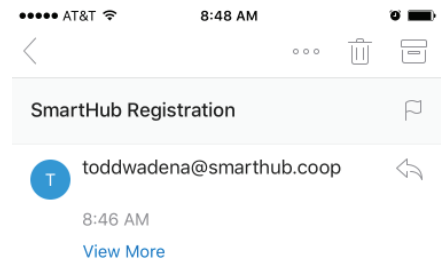 AT&T 8:48 AM
SmartHub Registration
T toddwadena@smarthub.coop
8:46 AM
View More